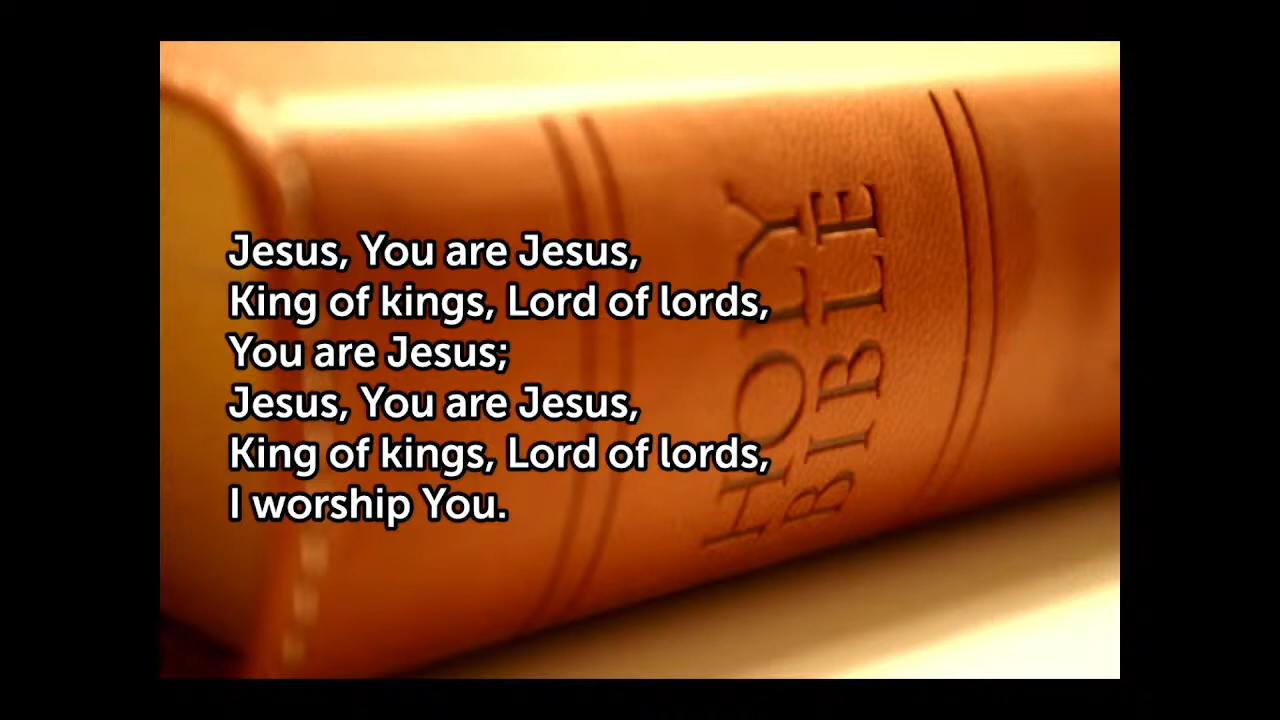 Jesus, You are Jesus,
King of kings, Lord of lords,
You are Jesus;
Jesus, You are Jesus,
King of kings, Lord of lords,
I worship You.
HOLY
BIBLE